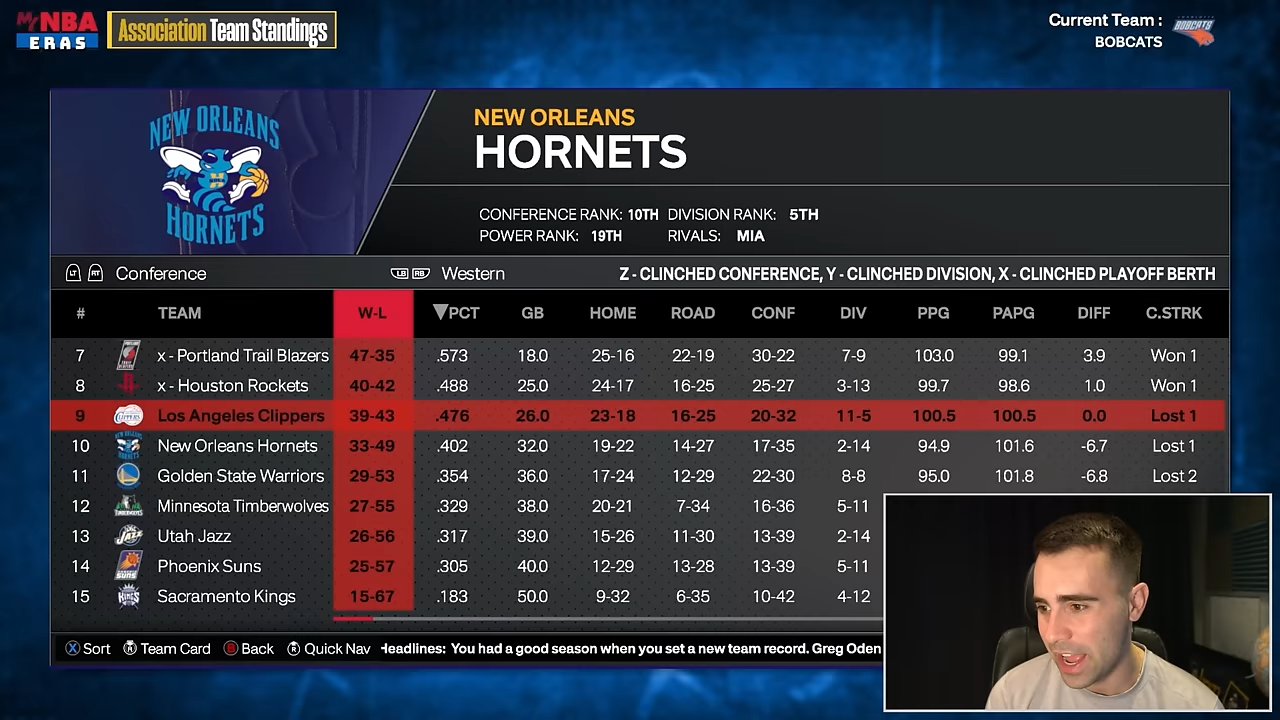 MyNBA
ERAS
Association Team Standings
Current Team :
BOBCATS
BOBCATS
NEW ORLEANS
HORNETS
NEW ORLEANS
HORNETS
CONFERENCE RANK: 10TH DIVISION RANK: 5TH
POWER RANK: 19TH RIVALS: MIA
LT RT Conference LB RB Western Z - CLINCHED CONFERENCE, Y - CLINCHED DIVISION, X - CLINCHED PLAYOFF BERTH
# TEAM W-L PCT GB HOME ROAD CONF DIV PPG PAPG DIFF C.STRK
7 x - Portland Trail Blazers 47-35 .573 18.0 25-16 22-19 30-22 7-9 103.0 99.1 3.9 Won 1
8 x - Houston Rockets 40-42 .488 25.0 24-17 16-25 25-27 3-13 99.7 98.6 1.0 Won 1
9 Los Angeles Clippers 39-43 .476 26.0 23-18 16-25 20-32 11-5 100.5 100.5 0.0 Lost 1
10 New Orleans Hornets 33-49 .402 32.0 19-22 14-27 17-35 2-14 94.9 101.6 -6.7 Lost 1
11 Golden State Warriors 29-53 .354 36.0 17-24 12-29 22-30 8-8 95.0 101.8 -6.8 Lost 2
12 Minnesota Timberwolves 27-55 .329 38.0 20-21 7-34 16-36 5-11
13 Utah Jazz 26-56 .317 39.0 15-26 11-30 13-39 2-14
14 Phoenix Suns 25-57 .305 40.0 12-29 13-28 13-39 5-11
15 Sacramento Kings 15-67 .183 50.0 9-32 6-35 10-42 4-12
X Sort R Team Card B Back R Quick Nav Headlines: You had a good season when you set a new team record. Greg Oden